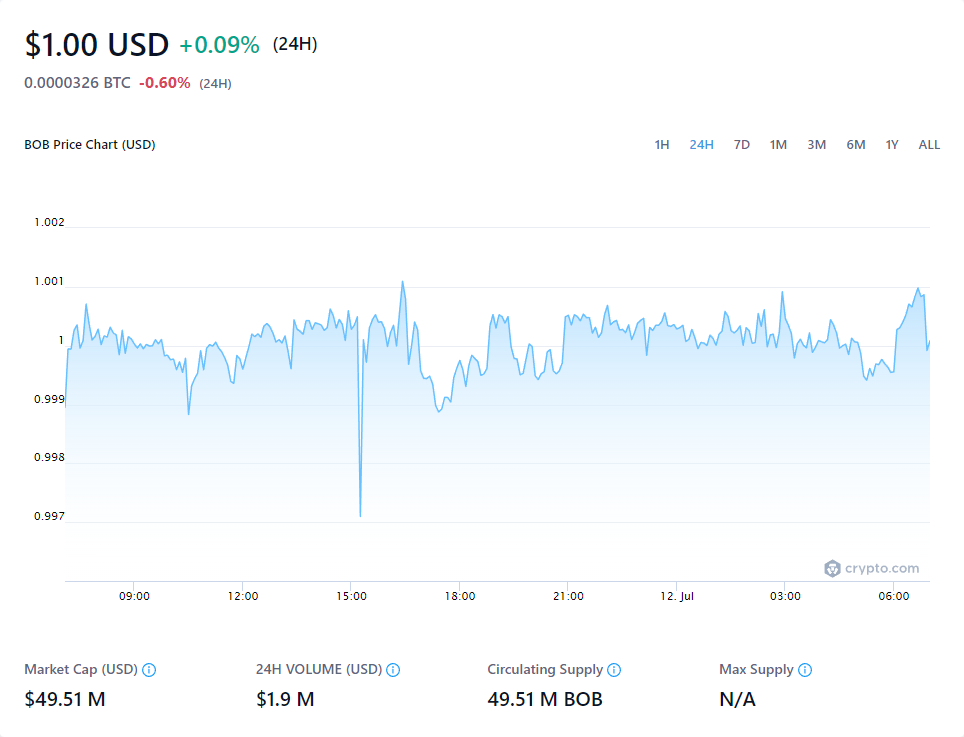 $1.00 USD +0.09% (24H)
0.0000326 BTC -0.60% (24H)
BOB Price Chart (USD) 1H 24H 7D 1M 3M 6M 1Y ALL
1.002
1.001
1
0.999
0.998
0.997
crypto.com
09:00 12:00 15:00 18:00 21:00 12. Jul 03:00 06:00
Market Cap (USD) 24H VOLUME (USD) Circulating Supply Max Supply
$49.51 M $1.9 M 49.51 M BOB N/A